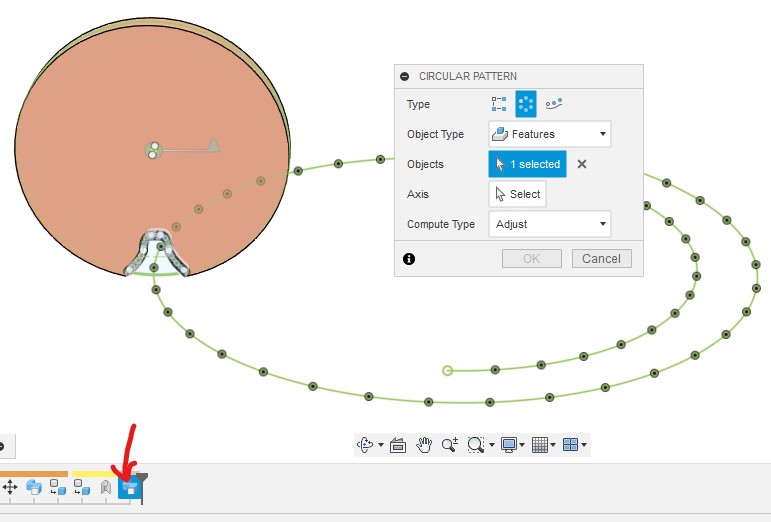 CIRCULAR PATTERN
Type
Object Type Features
Objects 1 selected
Axis Select
Compute Type Adjust
OK Cancel